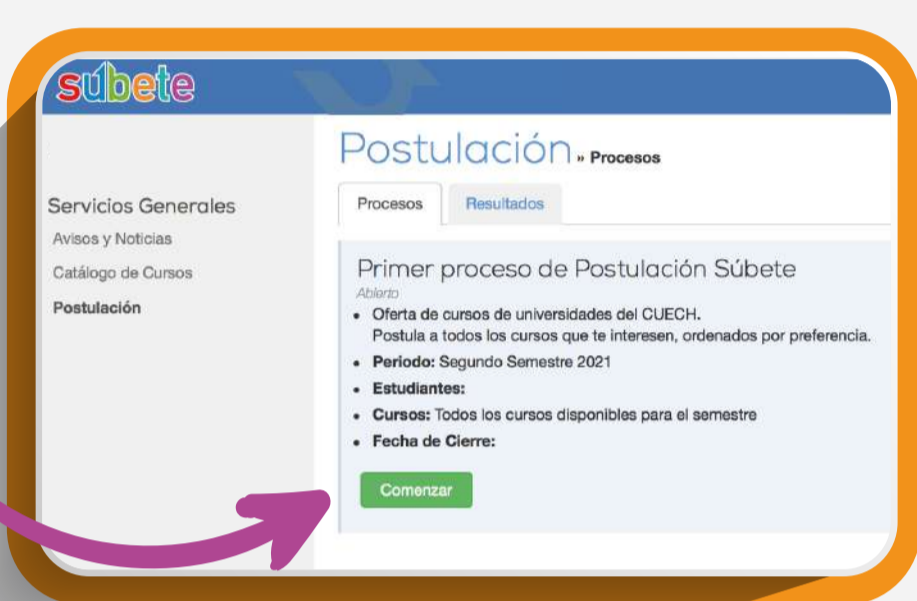 súbete
Postulación » Procesos
Servicios Generales
Avisos y Noticias
Catálogo de Cursos
Postulación
Procesos
Resultados
Primer proceso de Postulación Súbete
Abierto
• Oferta de cursos de universidades del CUECH.
Postula a todos los cursos que te interesen, ordenados por preferencia.
• Periodo: Segundo Semestre 2021
• Estudiantes:
• Cursos: Todos los cursos disponibles para el semestre
• Fecha de Cierre:
Comenzar